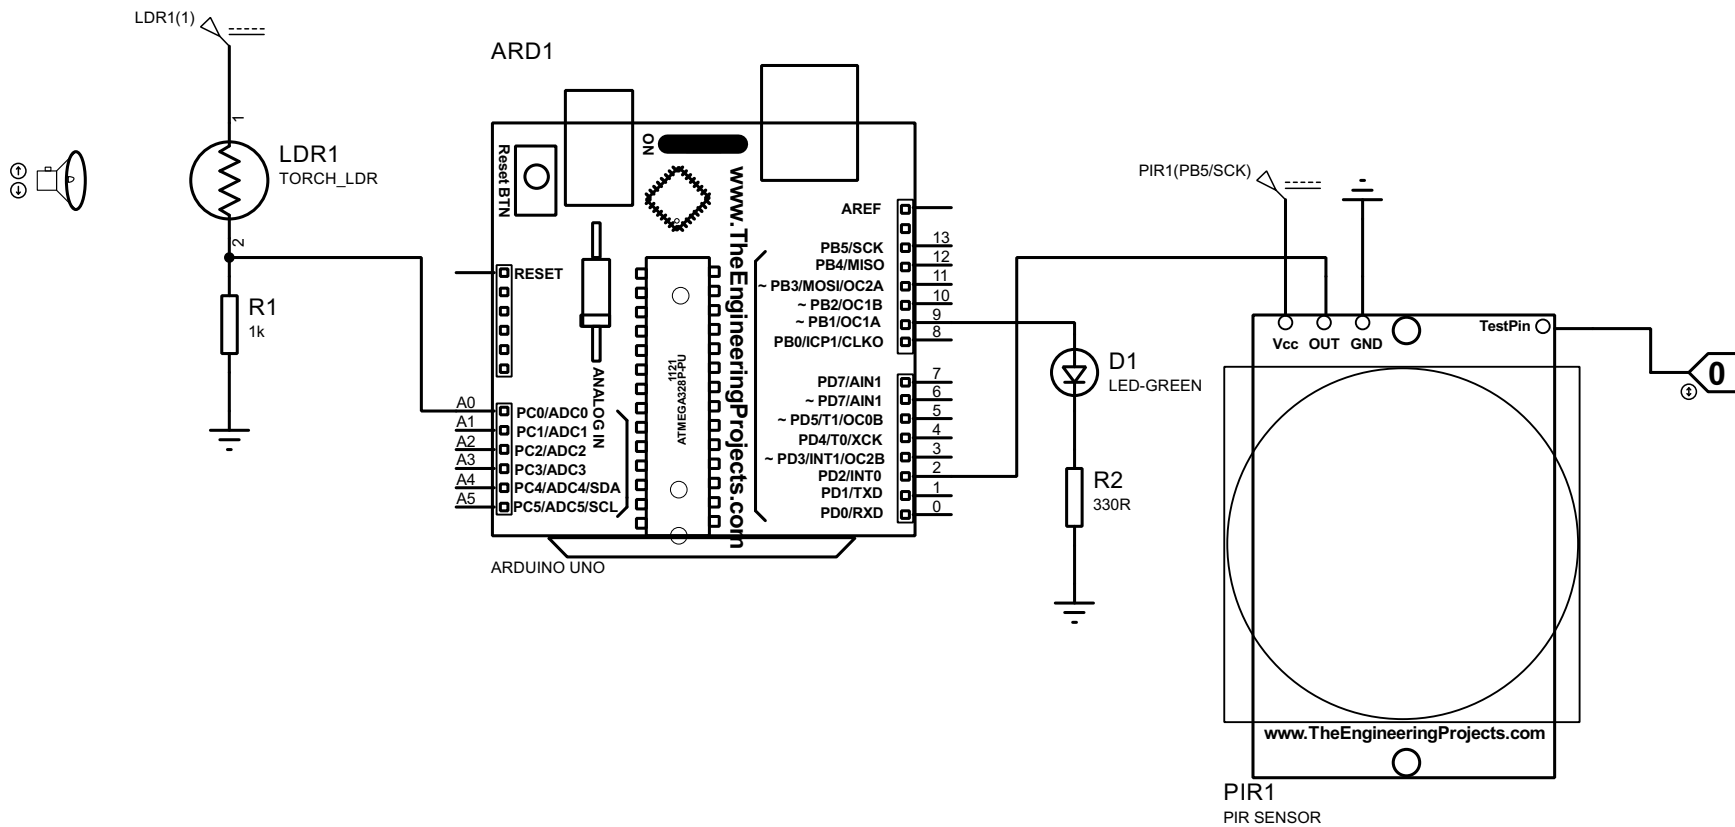 LDR1(1)
1
LDR1
TORCH_LDR
2
R1
1k
ARD1
ON
Reset BTN
www.TheEngineeringProjects.com
RESET
ANALOG IN
1121
ATMEGA328P-PU
A0 PC0/ADC0
A1 PC1/ADC1
A2 PC2/ADC2
A3 PC3/ADC3
A4 PC4/ADC4/SDA
A5 PC5/ADC5/SCL
AREF
PB5/SCK 13
PB4/MISO 12
~ PB3/MOSI/OC2A 11
~ PB2/OC1B 10
~ PB1/OC1A 9
PB0/ICP1/CLKO 8
PD7/AIN1 7
~ PD7/AIN1 6
~ PD5/T1/OC0B 5
PD4/T0/XCK 4
~ PD3/INT1/OC2B 3
PD2/INT0 2
PD1/TXD 1
PD0/RXD 0
ARDUINO UNO
D1
LED-GREEN
R2
330R
PIR1(PB5/SCK)
Vcc OUT GND
TestPin
0
www.TheEngineeringProjects.com
PIR1
PIR SENSOR